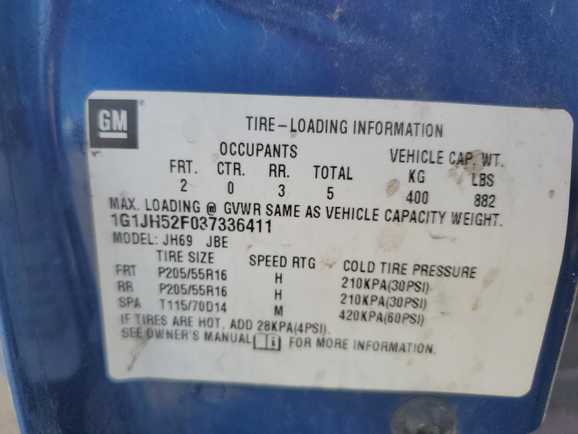 GM
TIRE-LOADING INFORMATION
OCCUPANTS VEHICLE CAP. WT.
FRT. CTR. RR. TOTAL KG LBS
2 0 3 5 400 882
MAX. LOADING @ GVWR SAME AS VEHICLE CAPACITY WEIGHT.
1G1JH52F037336411
MODEL: JH69 JBE
TIRE SIZE SPEED RTG COLD TIRE PRESSURE
FRT P205/55R16 H 210KPA(30PSI)
RR P205/55R16 H 210KPA(30PSI)
SPA T115/70D14 M 420KPA(60PSI)
IF TIRES ARE HOT, ADD 28KPA(4PSI).
SEE OWNER'S MANUAL FOR MORE INFORMATION.